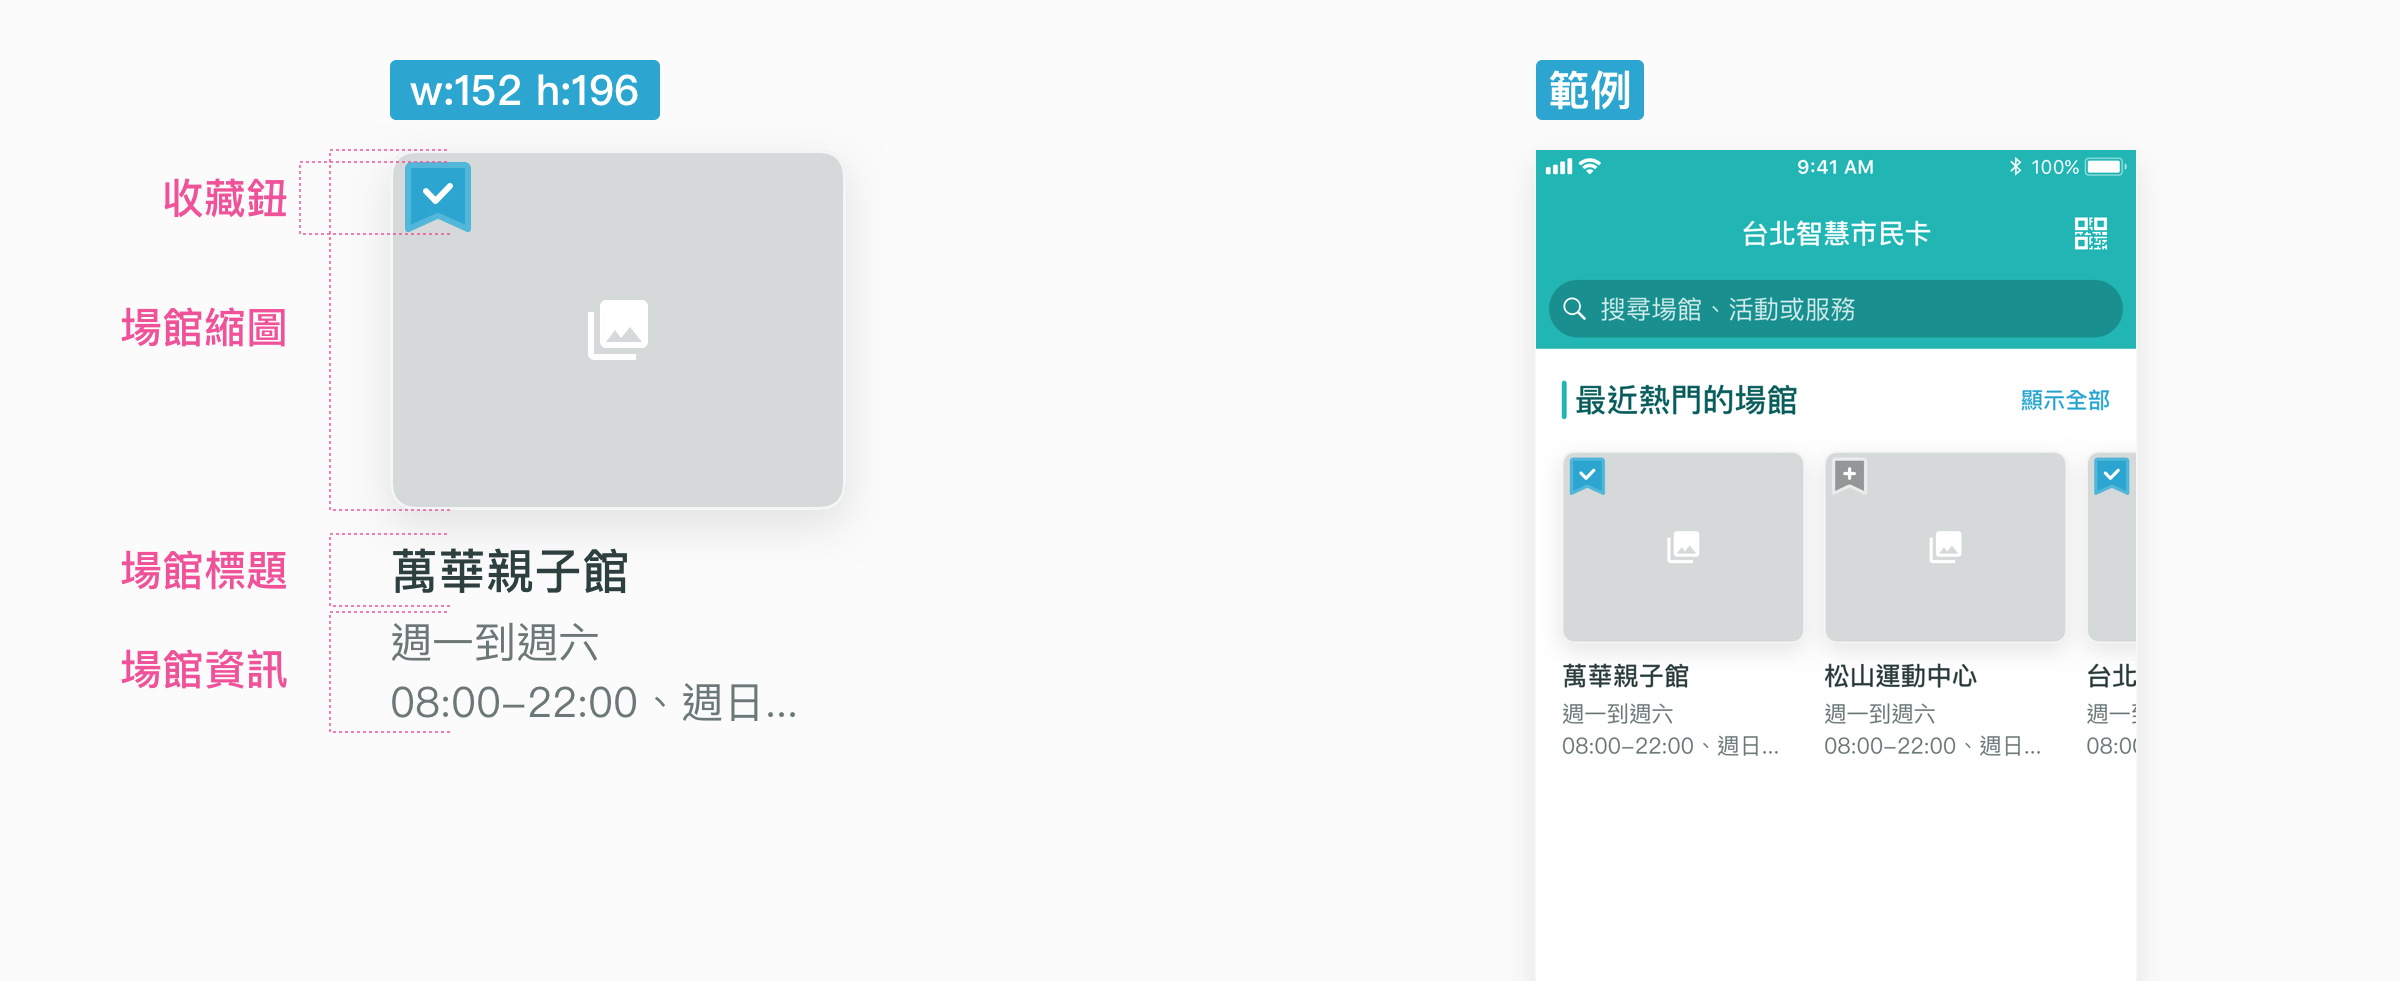 w:152 h:196
收藏鈕
場館縮圖
場館標題
萬華親子館
場館資訊
週一到週六
08:00–22:00、週日...
範例
9:41 AM
100%
台北智慧市民卡
搜尋場館、活動或服務
最近熱門的場館
顯示全部
萬華親子館
週一到週六
08:00–22:00、週日...
松山運動中心
週一到週六
08:00–22:00、週日...
台北
週一
08:0